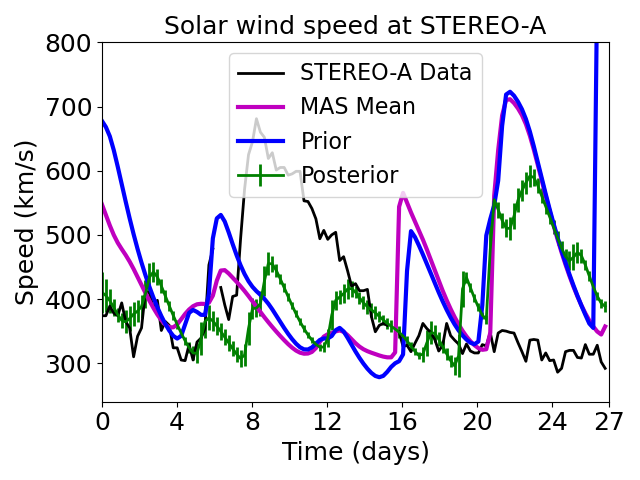 Solar wind speed at STEREO-A
800
700
600
500
400
300
Speed (km/s)
STEREO-A Data
MAS Mean
Prior
Posterior
0 4 8 12 16 20 24 27
Time (days)